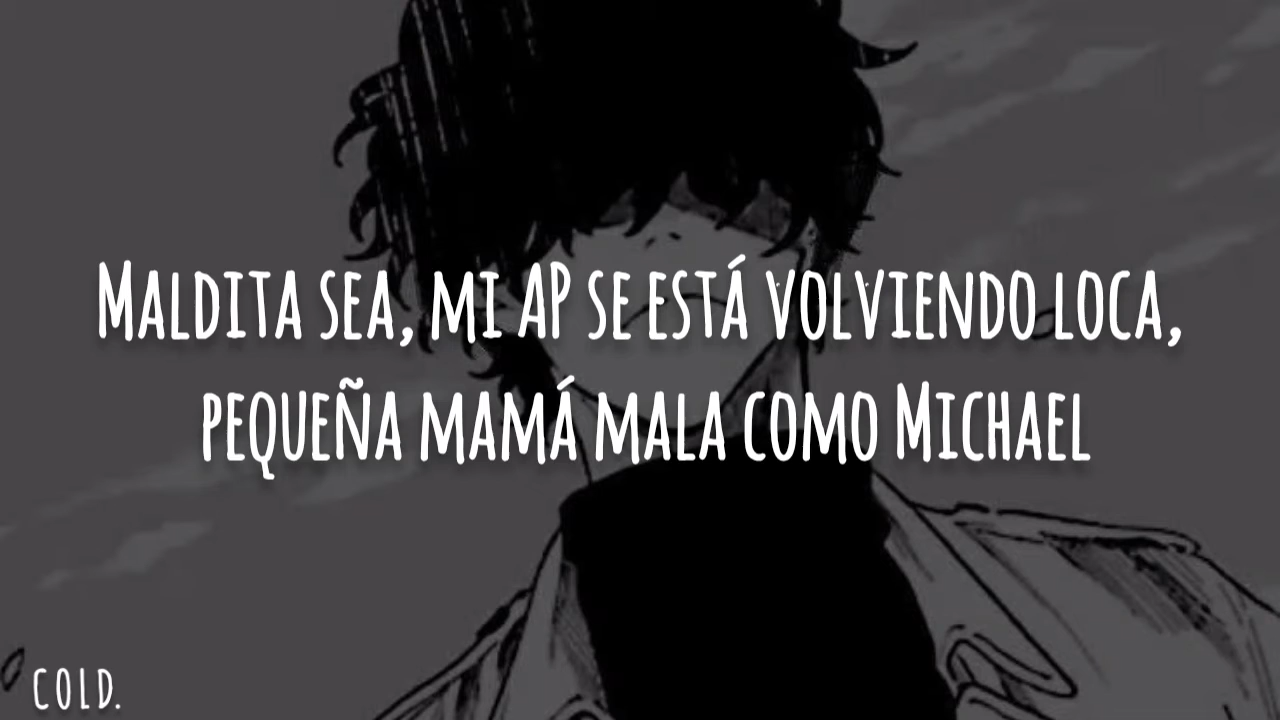 Maldita sea, mi AP se está volviendo loca,
pequeña mamá mala como Michael
COLD.